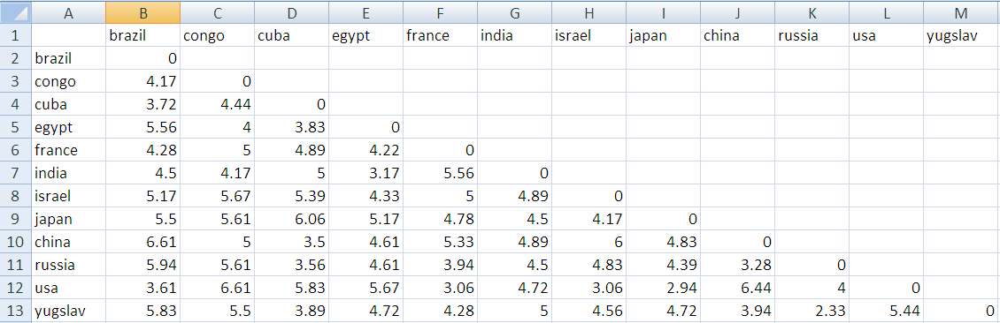 A B C D E F G H I J K L M
1 brazil congo cuba egypt france india israel japan china russia usa yugslav
2 brazil 0
3 congo 4.17 0
4 cuba 3.72 4.44 0
5 egypt 5.56 4 3.83 0
6 france 4.28 5 4.89 4.22 0
7 india 4.5 4.17 5 3.17 5.56 0
8 israel 5.17 5.67 5.39 4.33 5 4.89 0
9 japan 5.5 5.61 6.06 5.17 4.78 4.5 4.17 0
10 china 6.61 5 3.5 4.61 5.33 4.89 6 4.83 0
11 russia 5.94 5.61 3.56 4.61 3.94 4.5 4.83 4.39 3.28 0
12 usa 3.61 6.61 5.83 5.67 3.06 4.72 3.06 2.94 6.44 4 0
13 yugslav 5.83 5.5 3.89 4.72 4.28 5 4.56 4.72 3.94 2.33 5.44 0